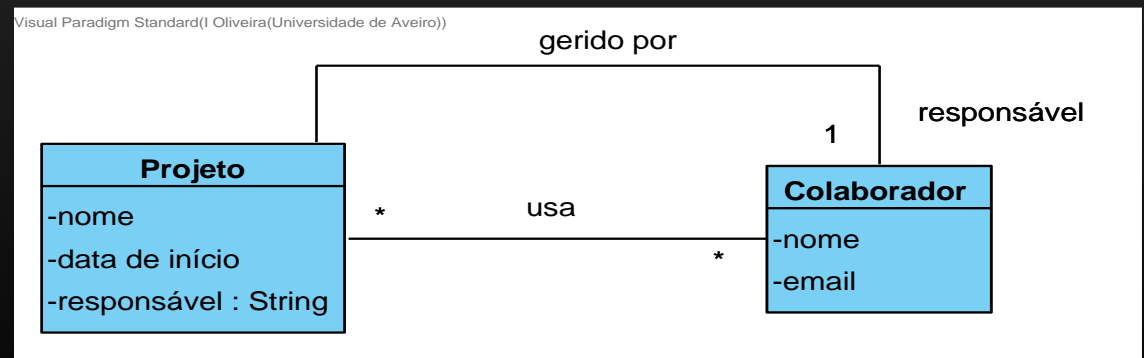 Visual Paradigm Standard(I Oliveira(Universidade de Aveiro))
gerido por
responsável
1
Projeto
-nome
-data de início
-responsável : String
*
usa
*
Colaborador
-nome
-email